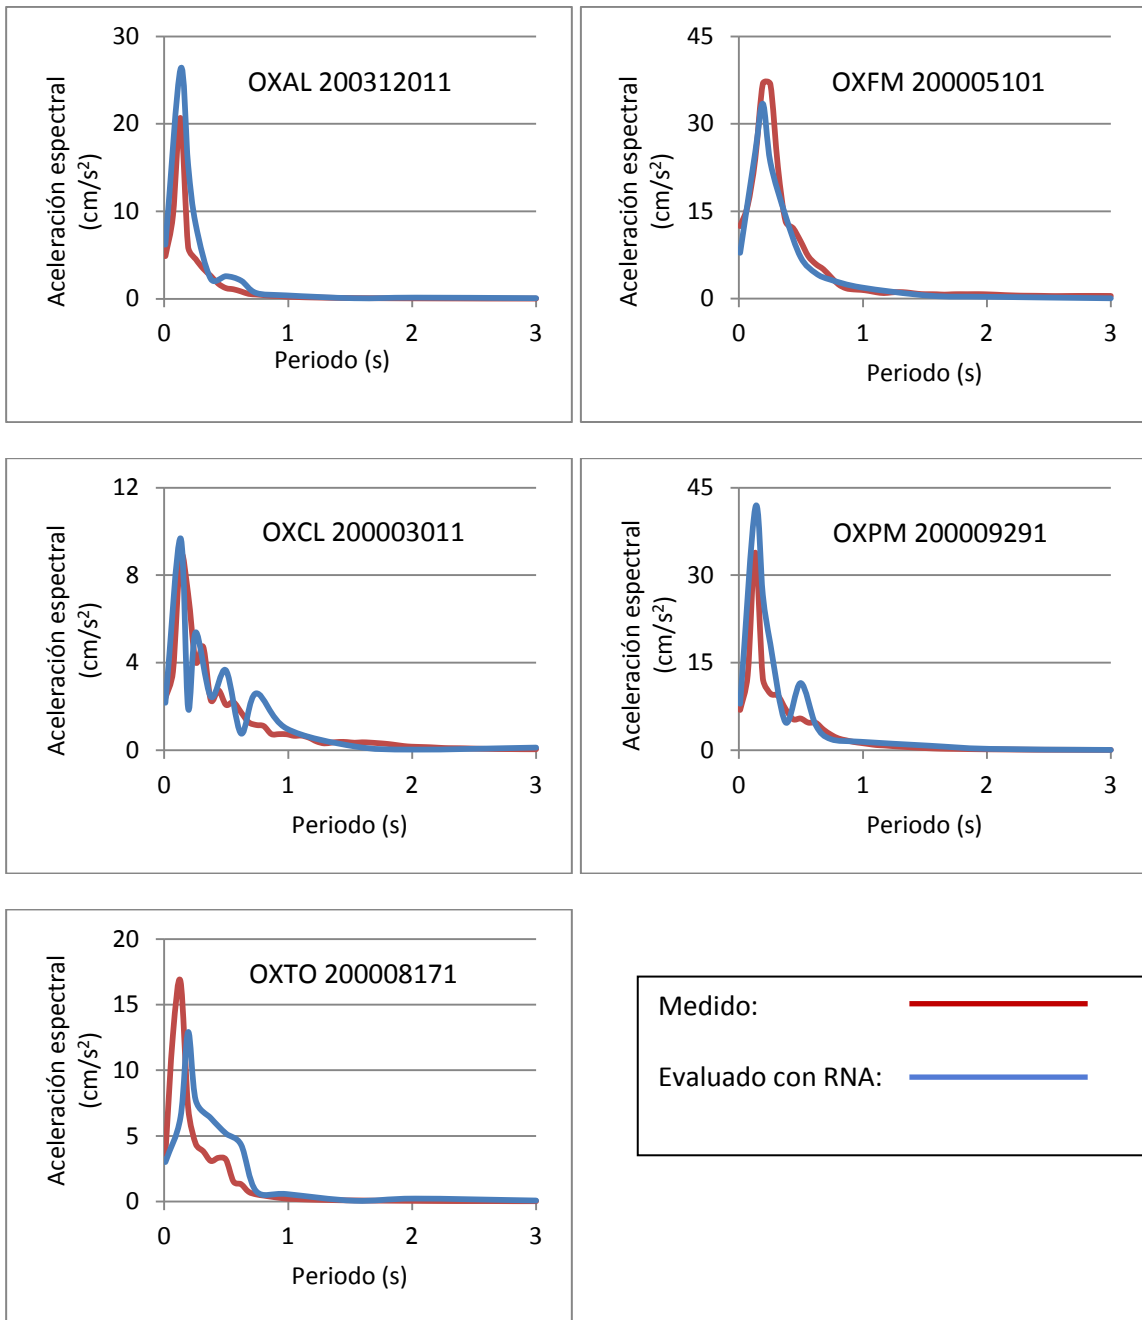 Aceleración espectral
(cm/s²)
30
20
10
0
OXAL 200312011
0 1 2 3
Periodo (s)
Aceleración espectral
(cm/s²)
45
30
15
0
OXFM 200005101
0 1 2 3
Periodo (s)
Aceleración espectral
(cm/s²)
12
8
4
0
OXCL 200003011
0 1 2 3
Periodo (s)
Aceleración espectral
(cm/s²)
45
30
15
0
OXPM 200009291
0 1 2 3
Periodo (s)
Aceleración espectral
(cm/s²)
20
15
10
5
0
OXTO 200008171
0 1 2 3
Periodo (s)
Medido:
Evaluado con RNA: